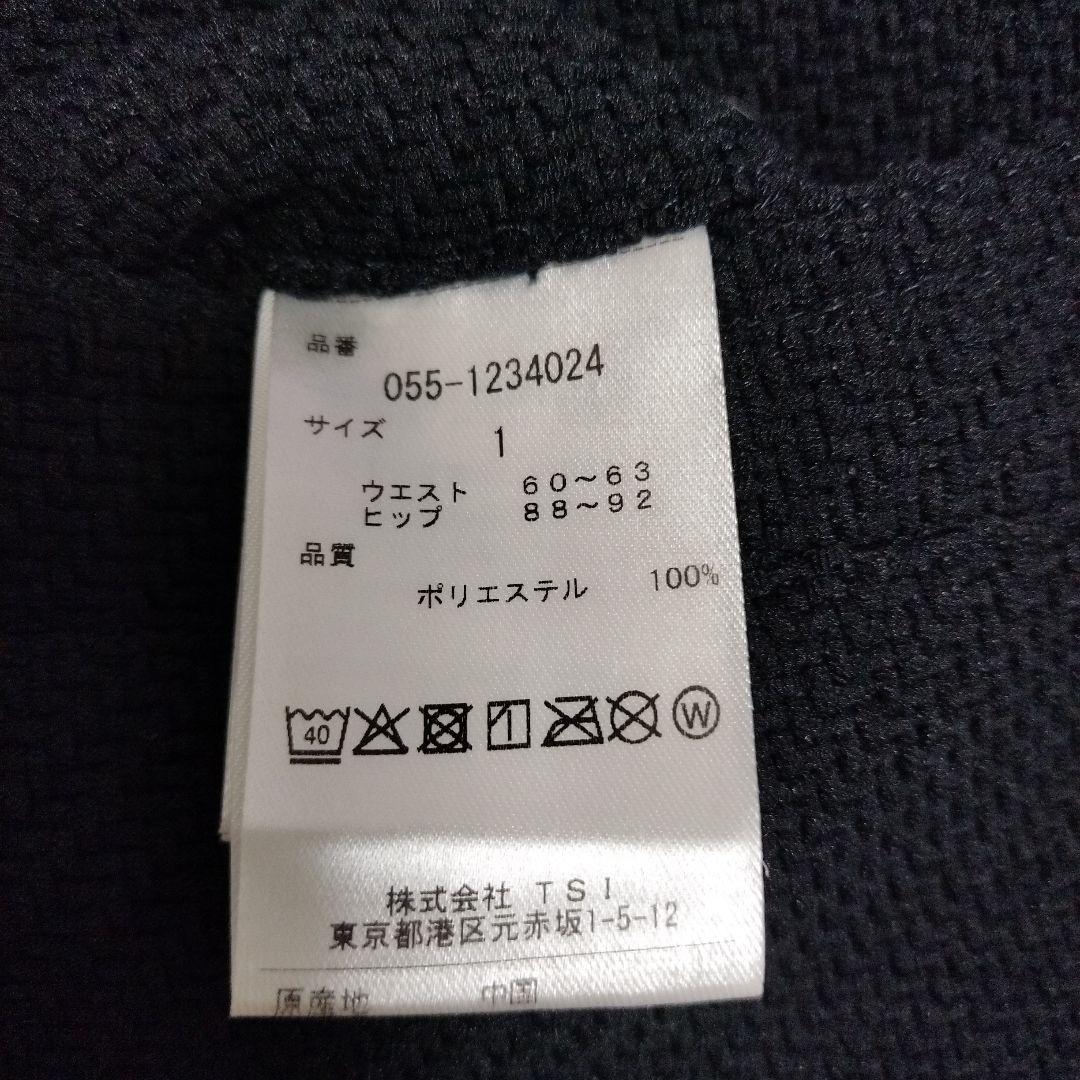 品番
055-1234024
サイズ 1
ウエスト 60～63
ヒップ 88～92
品質
ポリエステル 100%
40 1 W
株式会社 TSI
東京都港区元赤坂1-5-12
原産地 中国